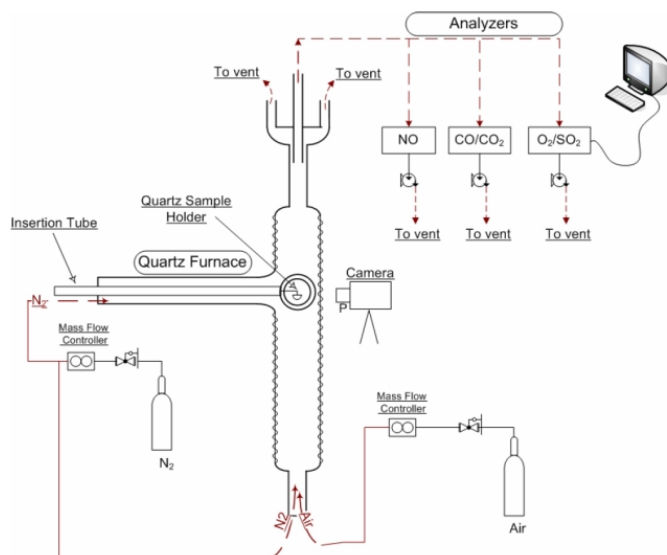 Analyzers
To vent
To vent
NO
CO/CO₂
O₂/SO₂
Quartz Sample
Holder
To vent
To vent
To vent
Insertion Tube
Quartz Furnace
Camera
N₂
P
Mass Flow
Controller
Mass Flow
Controller
N₂
N2
Air
Air